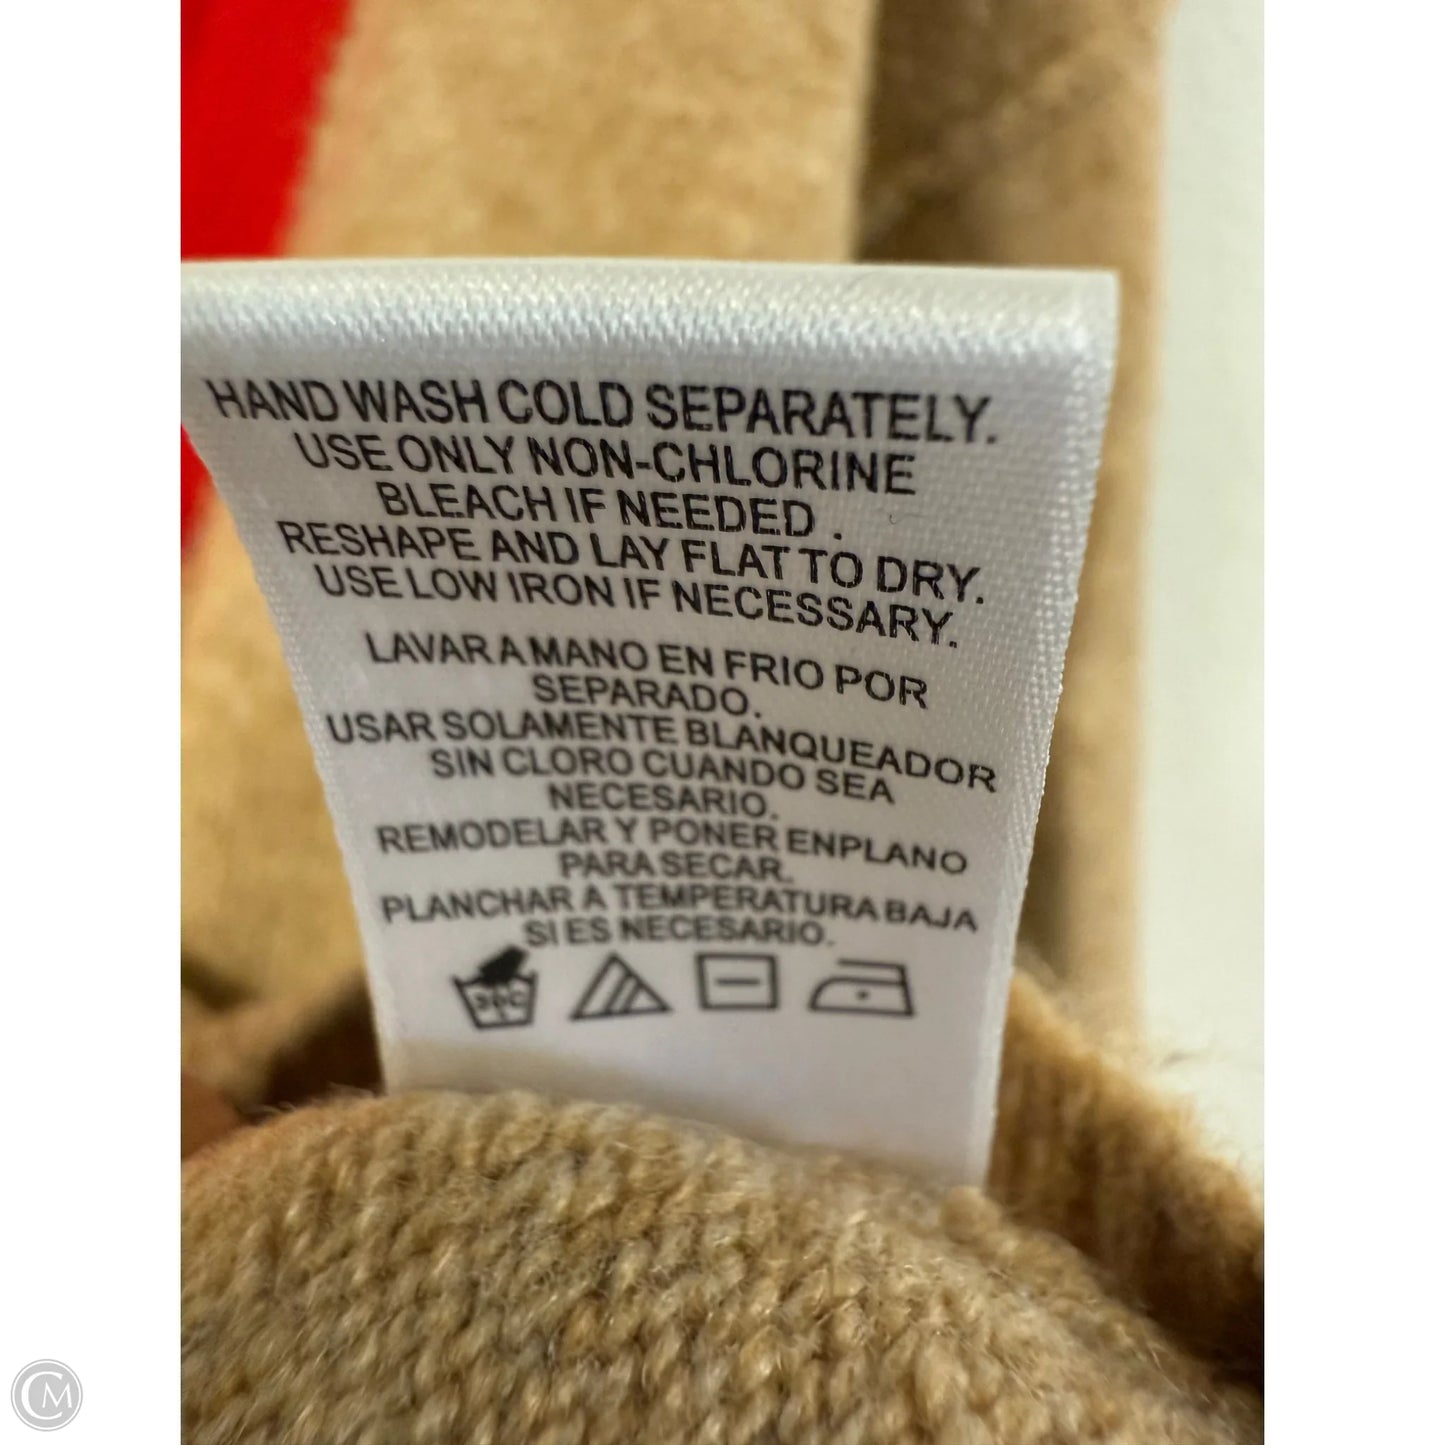 HAND WASH COLD SEPARATELY.
USE ONLY NON-CHLORINE
BLEACH IF NEEDED .
RESHAPE AND LAY FLAT TO DRY.
USE LOW IRON IF NECESSARY.
LAVAR A MANO EN FRIO POR
SEPARADO.
USAR SOLAMENTE BLANQUEADOR
SIN CLORO CUANDO SEA
NECESARIO.
REMODELAR Y PONER ENPLANO
PARA SECAR.
PLANCHAR A TEMPERATURA BAJA
SI ES NECESARIO.
30C
CM